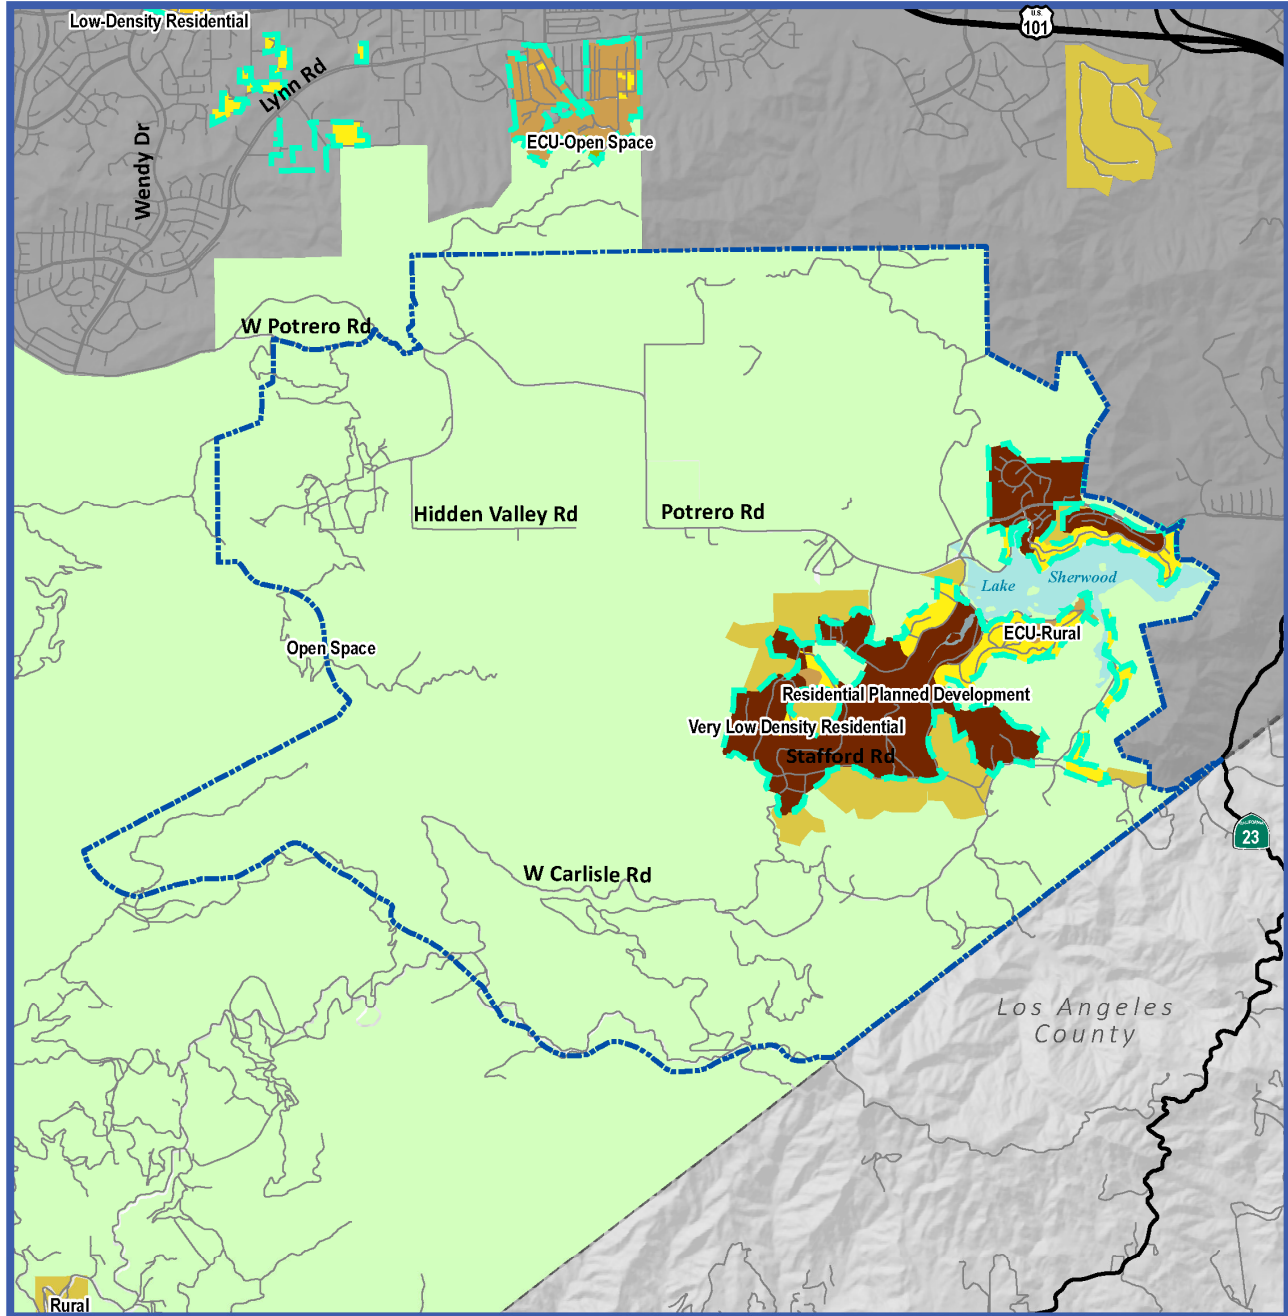 Low-Density Residential
U.S.
101
Lynn Rd
Wendy Dr
ECU-Open Space
W Potrero Rd
Hidden Valley Rd
Potrero Rd
Lake Sherwood
ECU-Rural
Open Space
Residential Planned Development
Very Low Density Residential
Stafford Rd
CALIFORNIA
23
W Carlisle Rd
Los Angeles
County
Rural